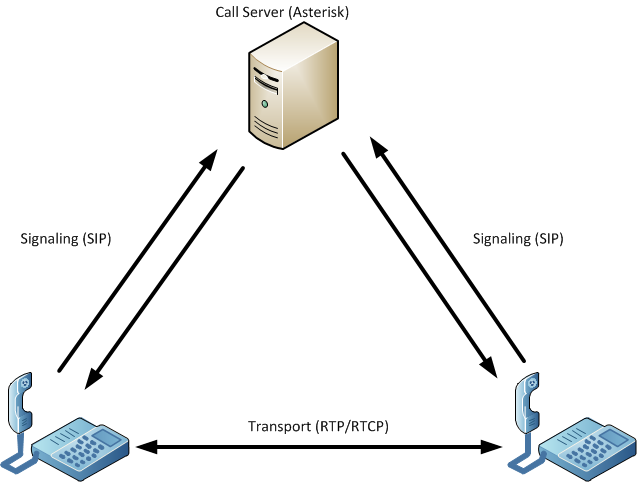 Call Server (Asterisk)
Signaling (SIP)
Signaling (SIP)
Transport (RTP/RTCP)